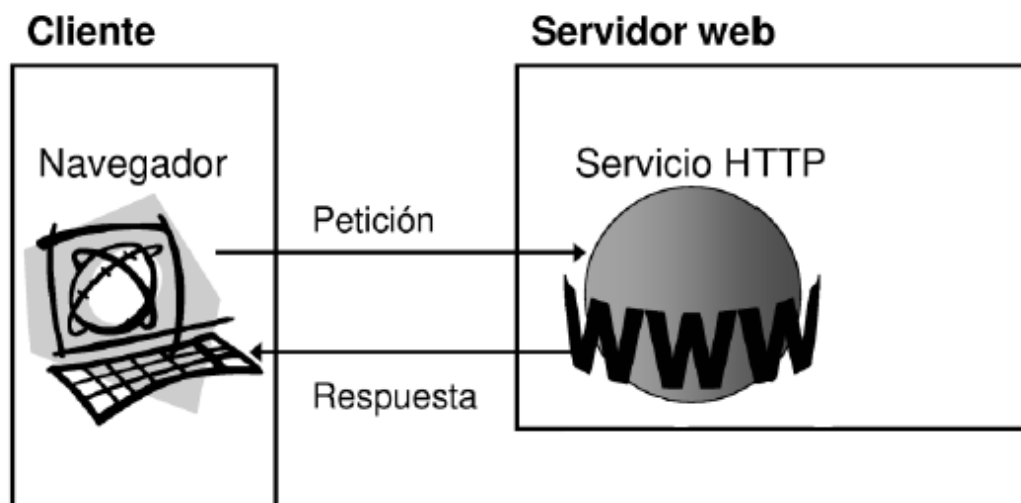 Cliente
Servidor web
Navegador
Servicio HTTP
Petición
WWW
Respuesta